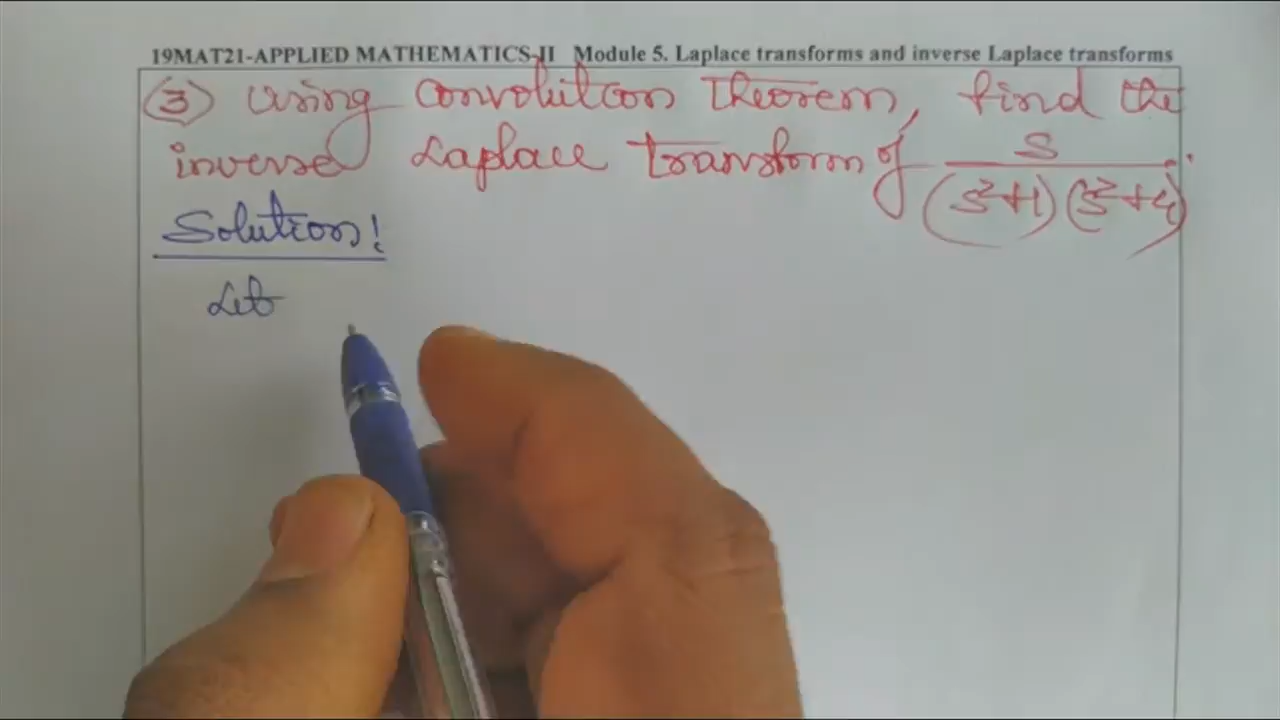 19MAT21-APPLIED MATHEMATICS-II Module 5. Laplace transforms and inverse Laplace transforms
(3) Using Convolution Theorem, find the
inverse Laplace transform of s / (s²+1)(s²+4).
Solution:
Let